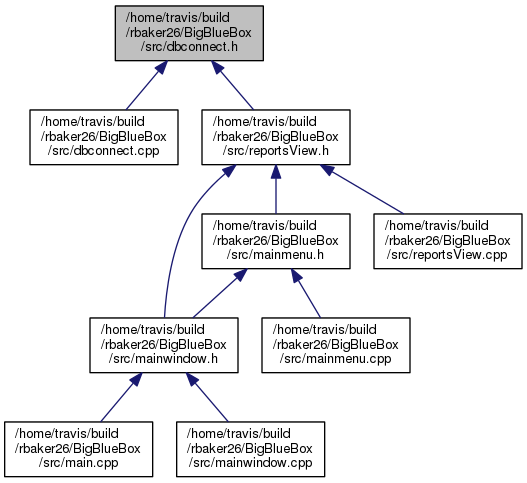 /home/travis/build
/rbaker26/BigBlueBox
/src/dbconnect.h
/home/travis/build
/rbaker26/BigBlueBox
/src/dbconnect.cpp
/home/travis/build
/rbaker26/BigBlueBox
/src/reportsView.h
/home/travis/build
/rbaker26/BigBlueBox
/src/mainmenu.h
/home/travis/build
/rbaker26/BigBlueBox
/src/reportsView.cpp
/home/travis/build
/rbaker26/BigBlueBox
/src/mainwindow.h
/home/travis/build
/rbaker26/BigBlueBox
/src/mainmenu.cpp
/home/travis/build
/rbaker26/BigBlueBox
/src/main.cpp
/home/travis/build
/rbaker26/BigBlueBox
/src/mainwindow.cpp